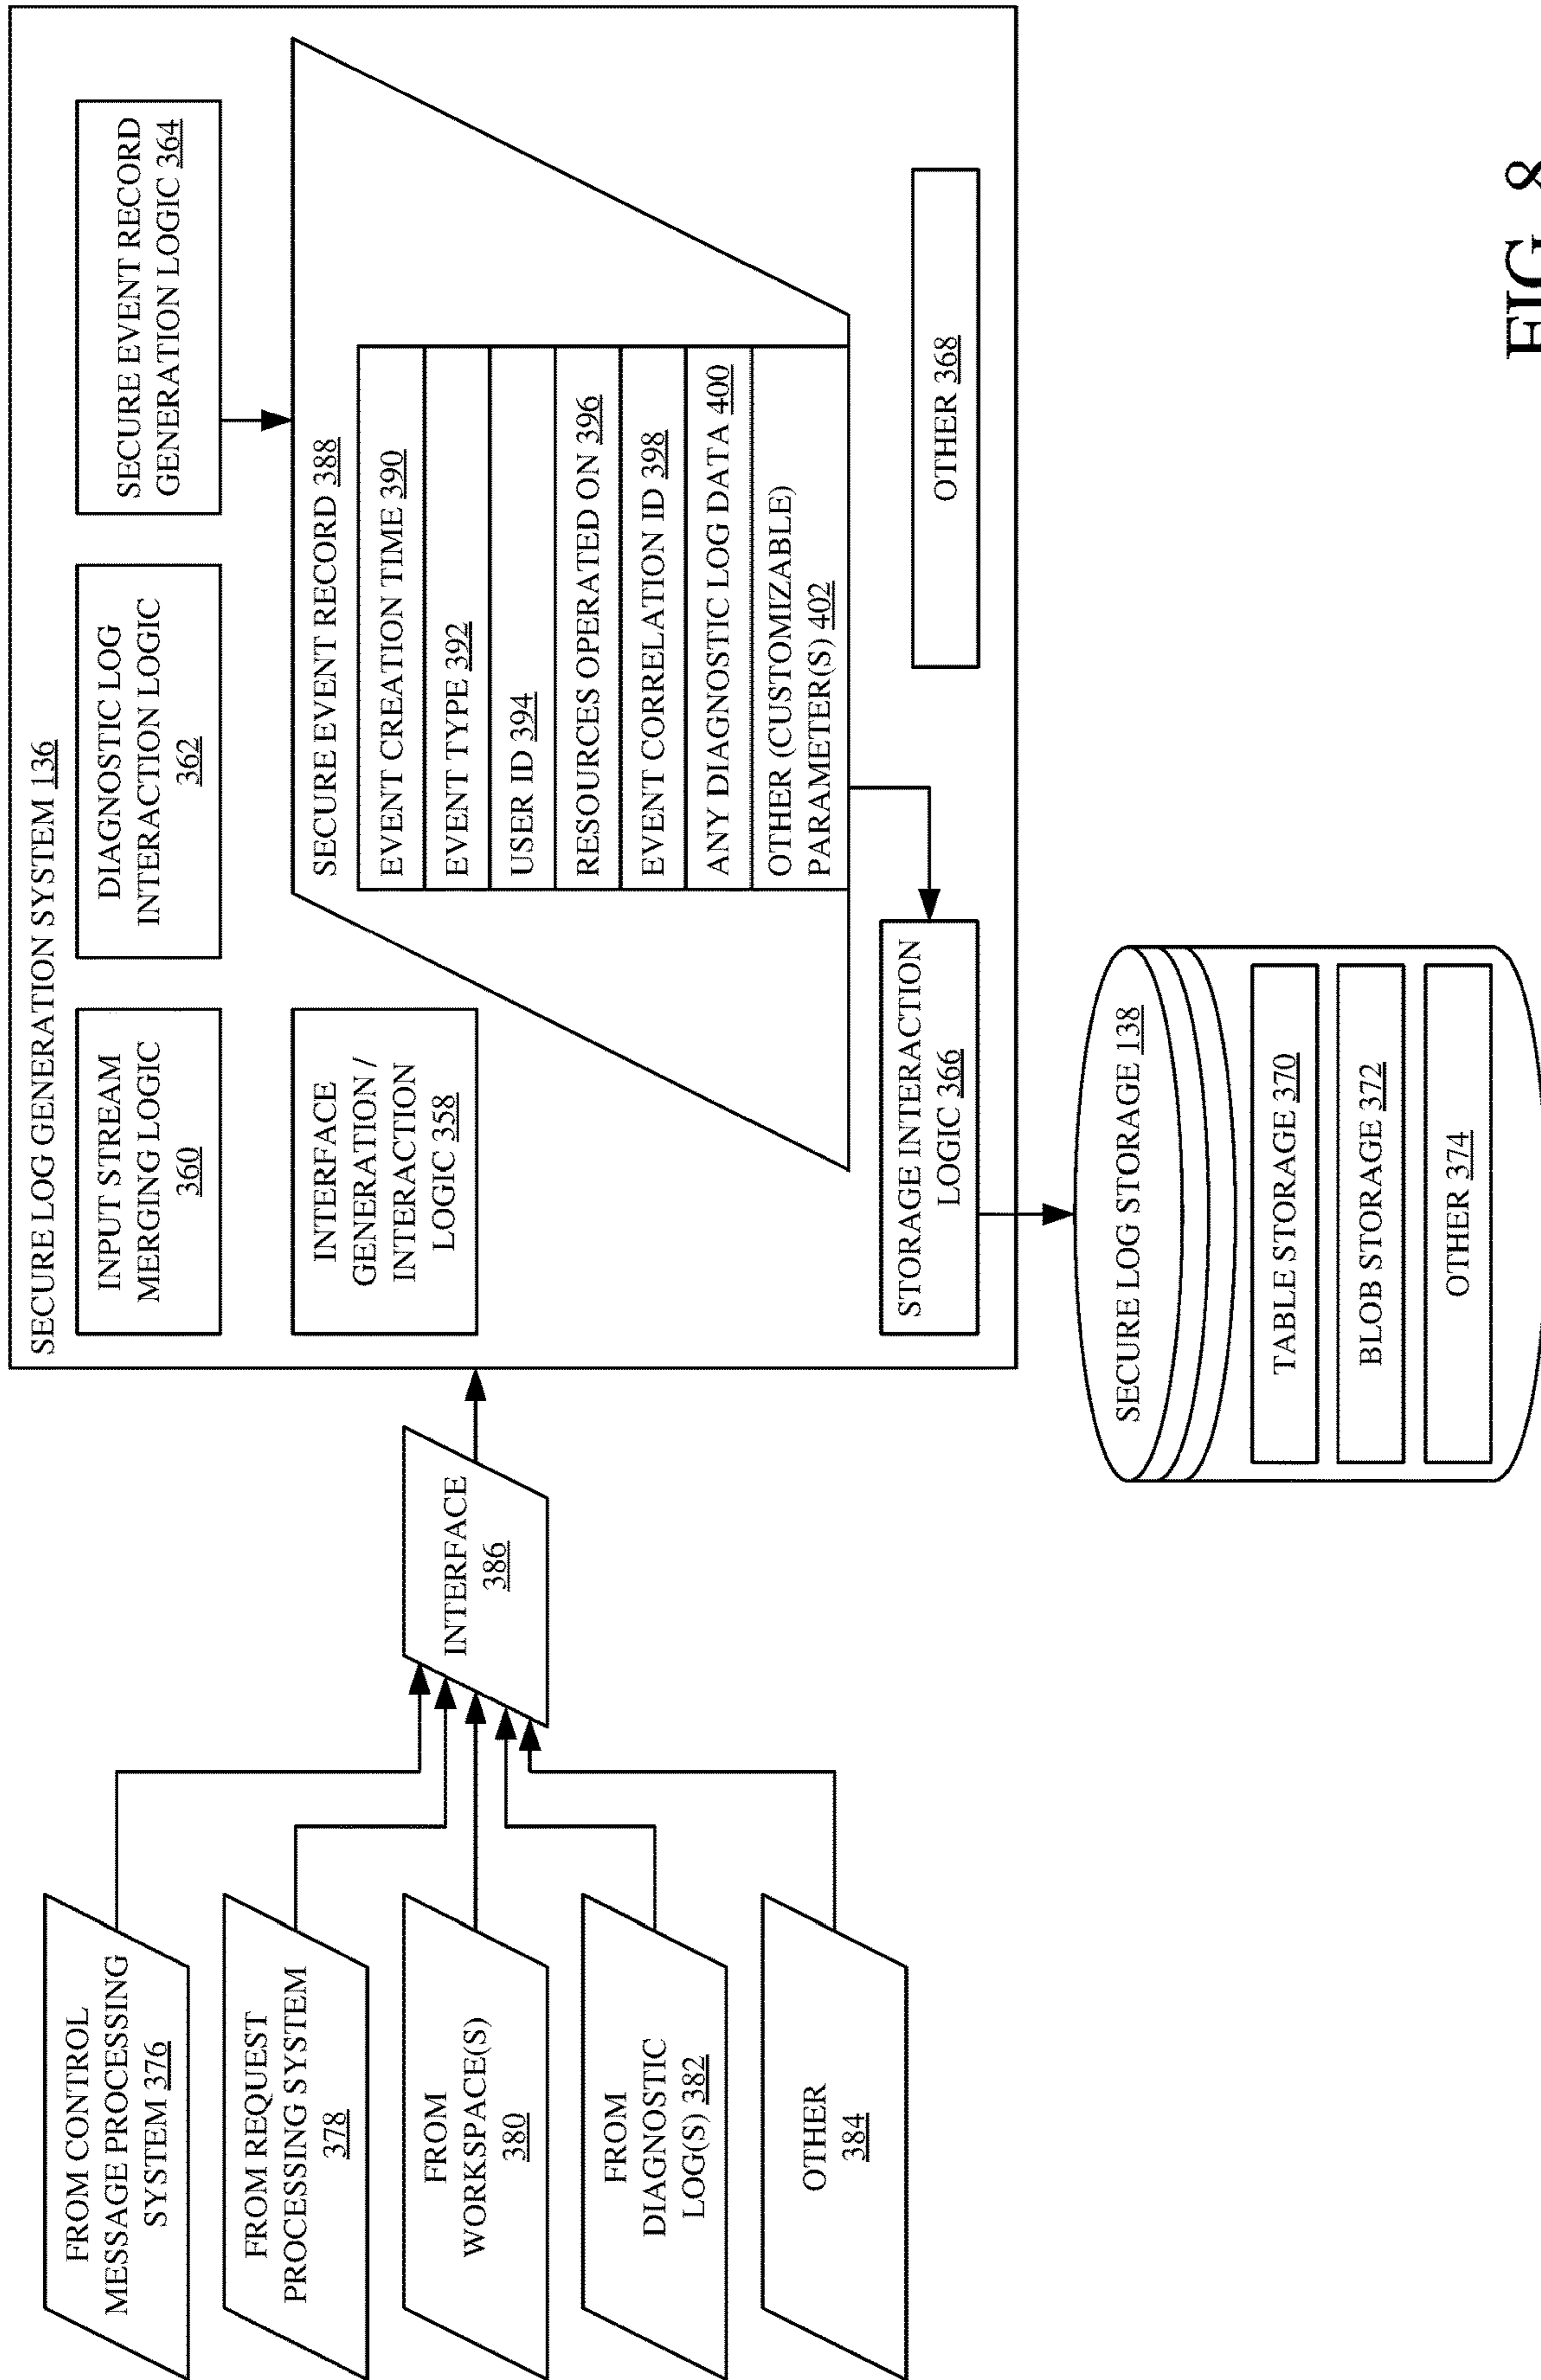 SECURE LOG GENERATION SYSTEM 136
INPUT STREAM
MERGING LOGIC
360
DIAGNOSTIC LOG
INTERACTION LOGIC
362
SECURE EVENT RECORD
GENERATION LOGIC 364
INTERFACE
GENERATION /
INTERACTION
LOGIC 358
SECURE EVENT RECORD 388
EVENT CREATION TIME 390
EVENT TYPE 392
USER ID 394
RESOURCES OPERATED ON 396
EVENT CORRELATION ID 398
ANY DIAGNOSTIC LOG DATA 400
OTHER (CUSTOMIZABLE)
PARAMETER(S) 402
STORAGE INTERACTION
LOGIC 366
OTHER 368
FROM CONTROL
MESSAGE PROCESSING
SYSTEM 376
FROM REQUEST
PROCESSING SYSTEM
378
FROM
WORKSPACE(S)
380
FROM
DIAGNOSTIC
LOG(S) 382
OTHER
384
INTERFACE
386
SECURE LOG STORAGE 138
TABLE STORAGE 370
BLOB STORAGE 372
OTHER 374
FIG. 8